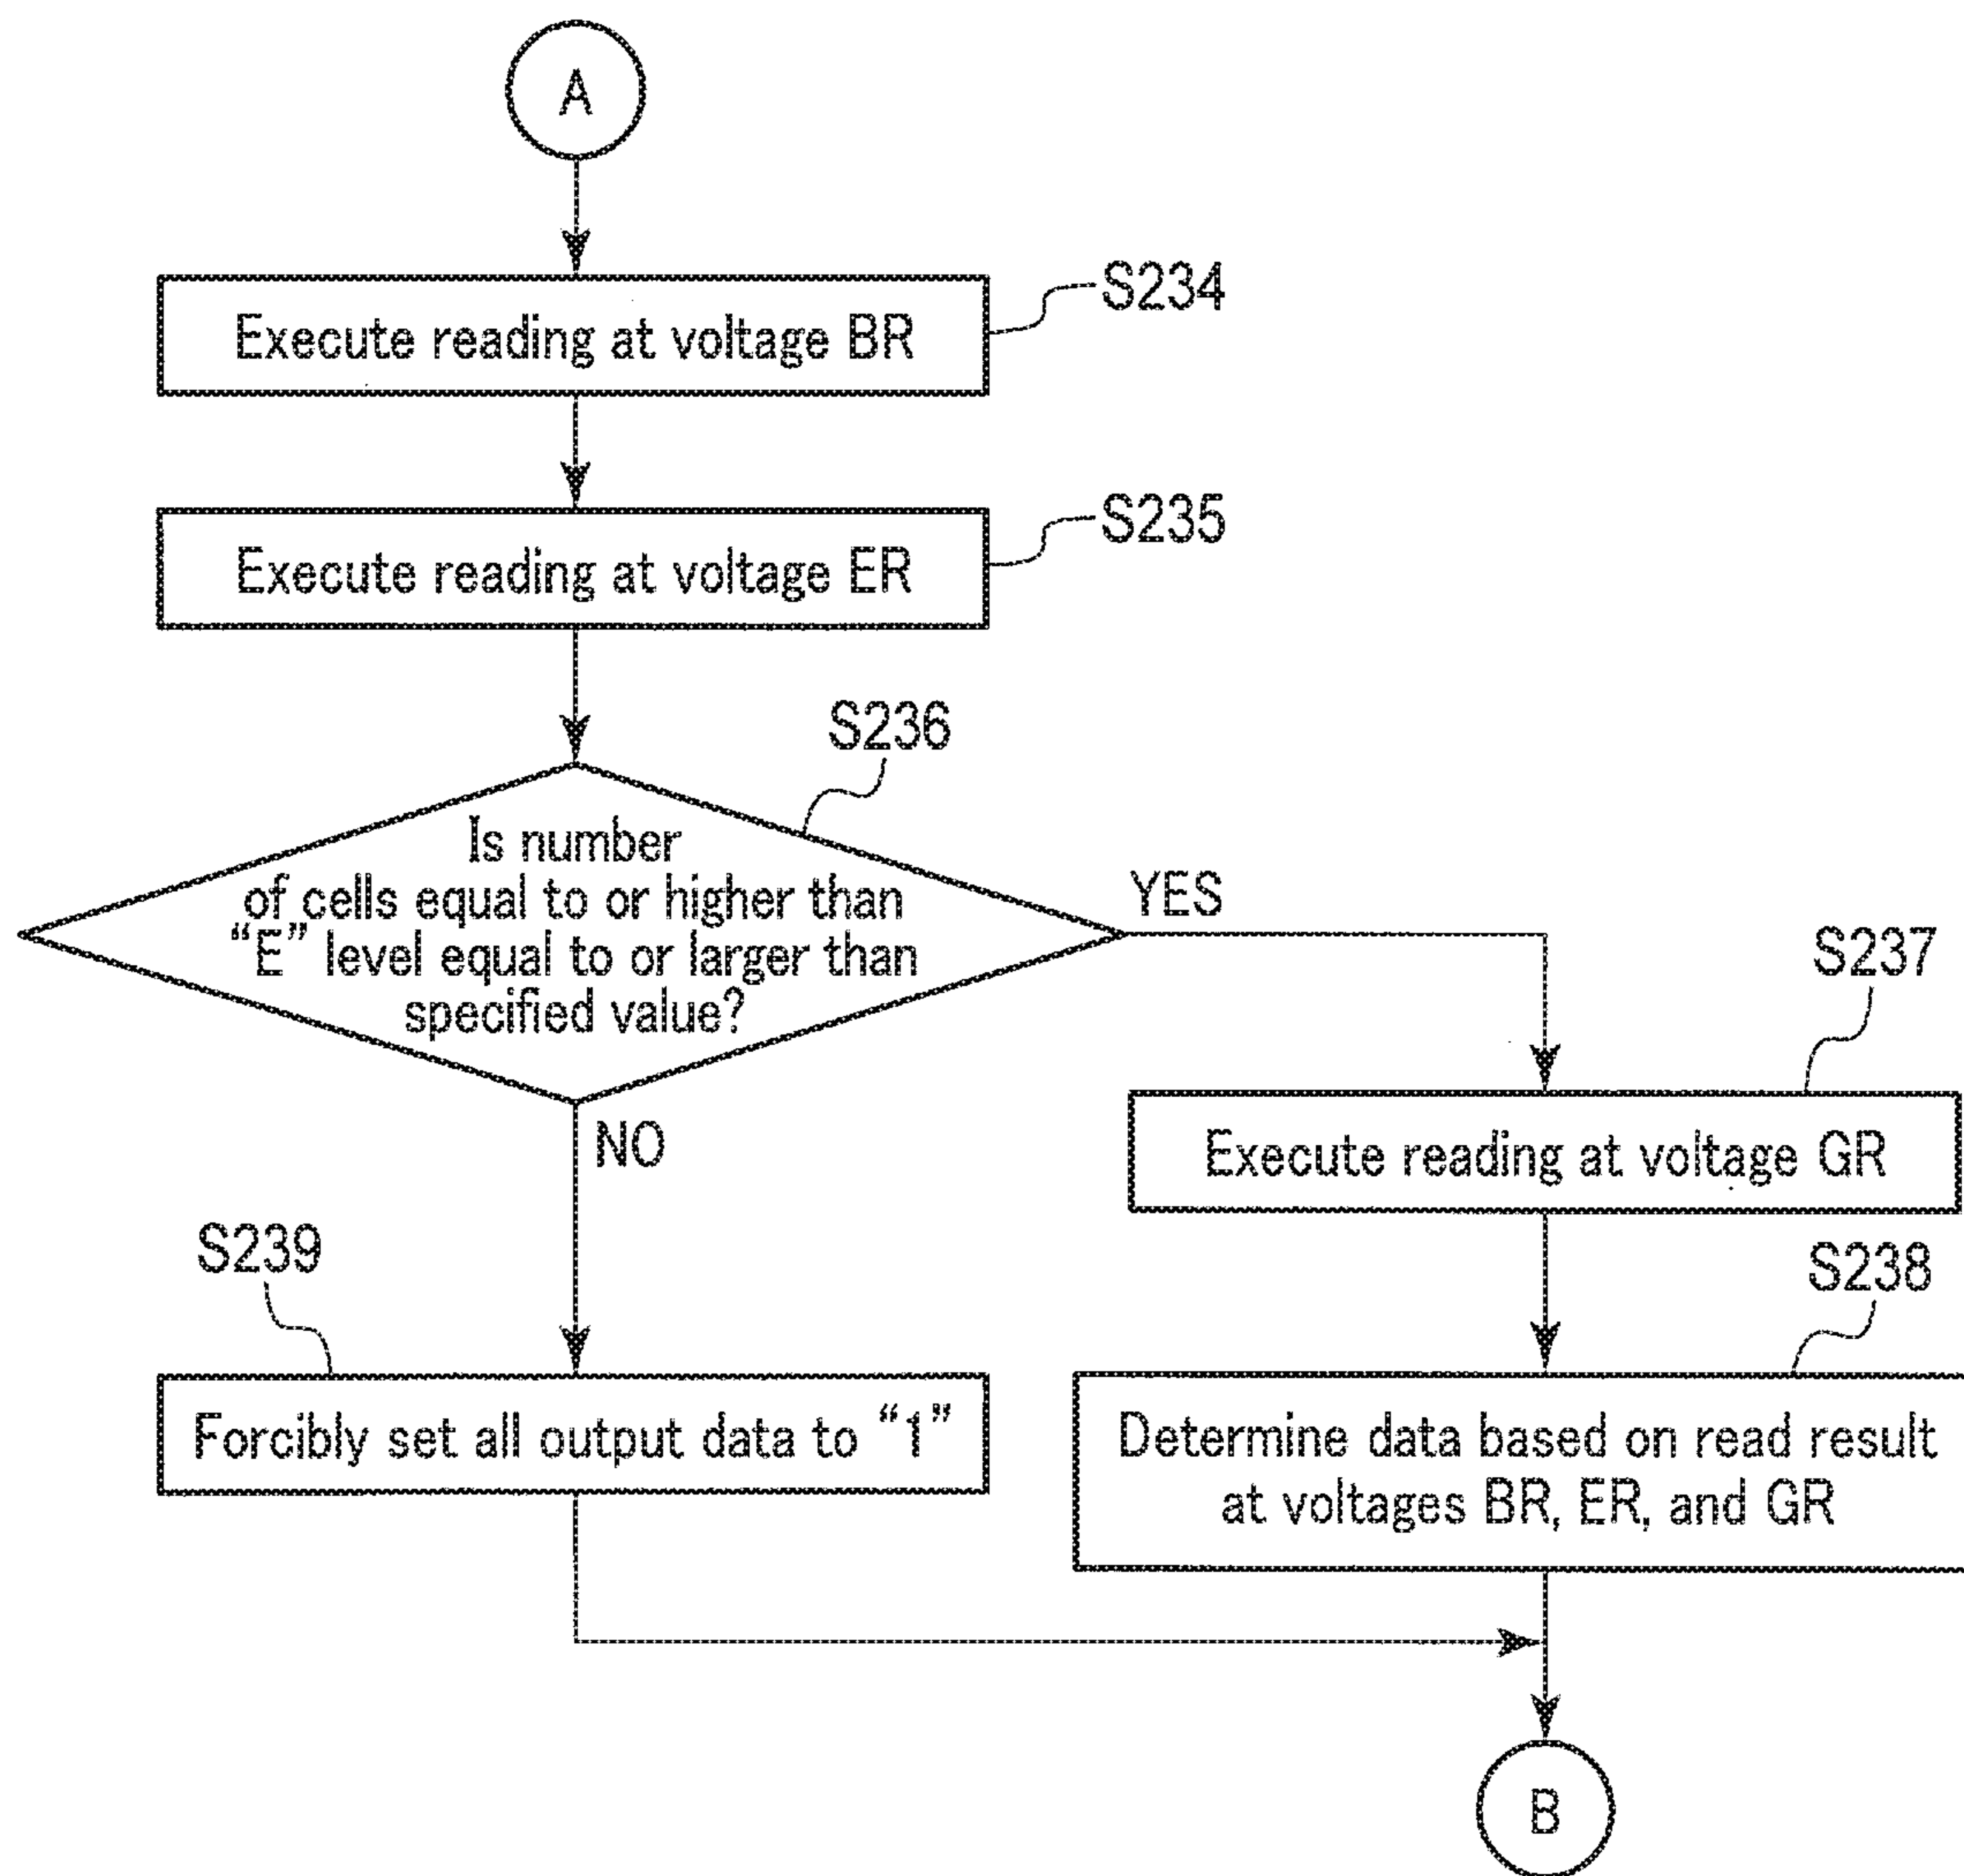 A
S234
Execute reading at voltage BR
S235
Execute reading at voltage ER
S236
Is number
of cells equal to or higher than
“E” level equal to or larger than
specified value?
YES
NO
S237
Execute reading at voltage GR
S239
Forcibly set all output data to “1”
S238
Determine data based on read result
at voltages BR, ER, and GR
B